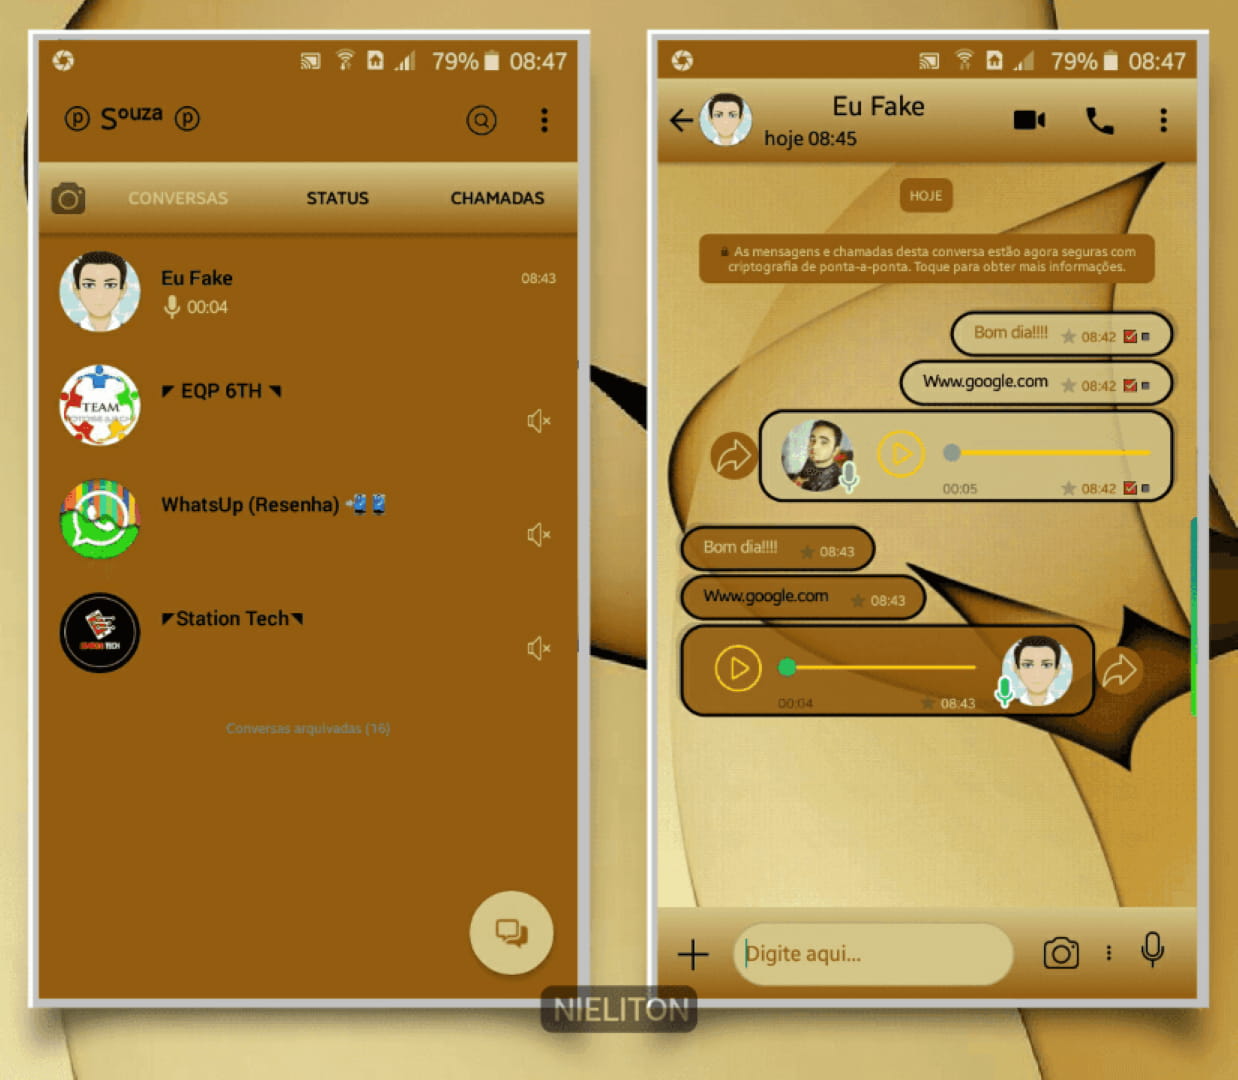 79% 08:47
ⓟ Souza ⓟ
CONVERSAS STATUS CHAMADAS
Eu Fake 08:43
00:04
◤ EQP 6TH ◥
TEAM
WhatsUp (Resenha)
◤Station Tech◥
Conversas arquivadas (16)
79% 08:47
Eu Fake
hoje 08:45
HOJE
As mensagens e chamadas desta conversa estão agora seguras com
criptografia de ponta-a-ponta. Toque para obter mais informações.
Bom dia!!!! 08:42
Www.google.com 08:42
00:05 08:42
Bom dia!!!! 08:43
Www.google.com 08:43
00:04 08:43
Digite aqui...
NIELITON